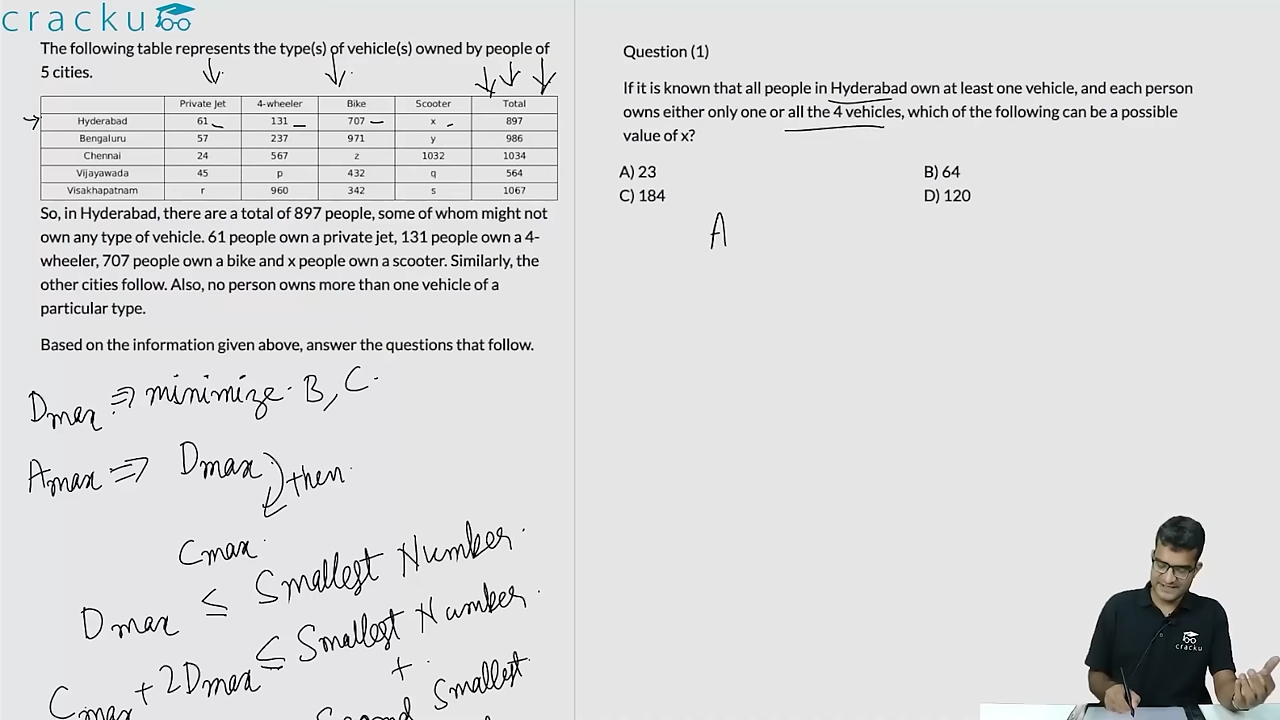 cracku
The following table represents the type(s) of vehicle(s) owned by people of
5 cities.
Private Jet 4-wheeler Bike Scooter Total
Hyderabad 61 131 707 x 897
Bengaluru 57 237 971 y 986
Chennai 24 567 z 1032 1034
Vijayawada 45 p 432 q 564
Visakhapatnam r 960 342 s 1067
So, in Hyderabad, there are a total of 897 people, some of whom might not
own any type of vehicle. 61 people own a private jet, 131 people own a 4-
wheeler, 707 people own a bike and x people own a scooter. Similarly, the
other cities follow. Also, no person owns more than one vehicle of a
particular type.
Based on the information given above, answer the questions that follow.
Dmax ⇒ minimize B, C.
Amax ⇒ Dmax
then
Cmax
Dmax ≤ Smallest Number.
Cmax + 2Dmax ≤ Smallest Number
+
Second Smallest
Question (1)
If it is known that all people in Hyderabad own at least one vehicle, and each person
owns either only one or all the 4 vehicles, which of the following can be a possible
value of x?
A) 23 B) 64
C) 184 D) 120
A
cracku